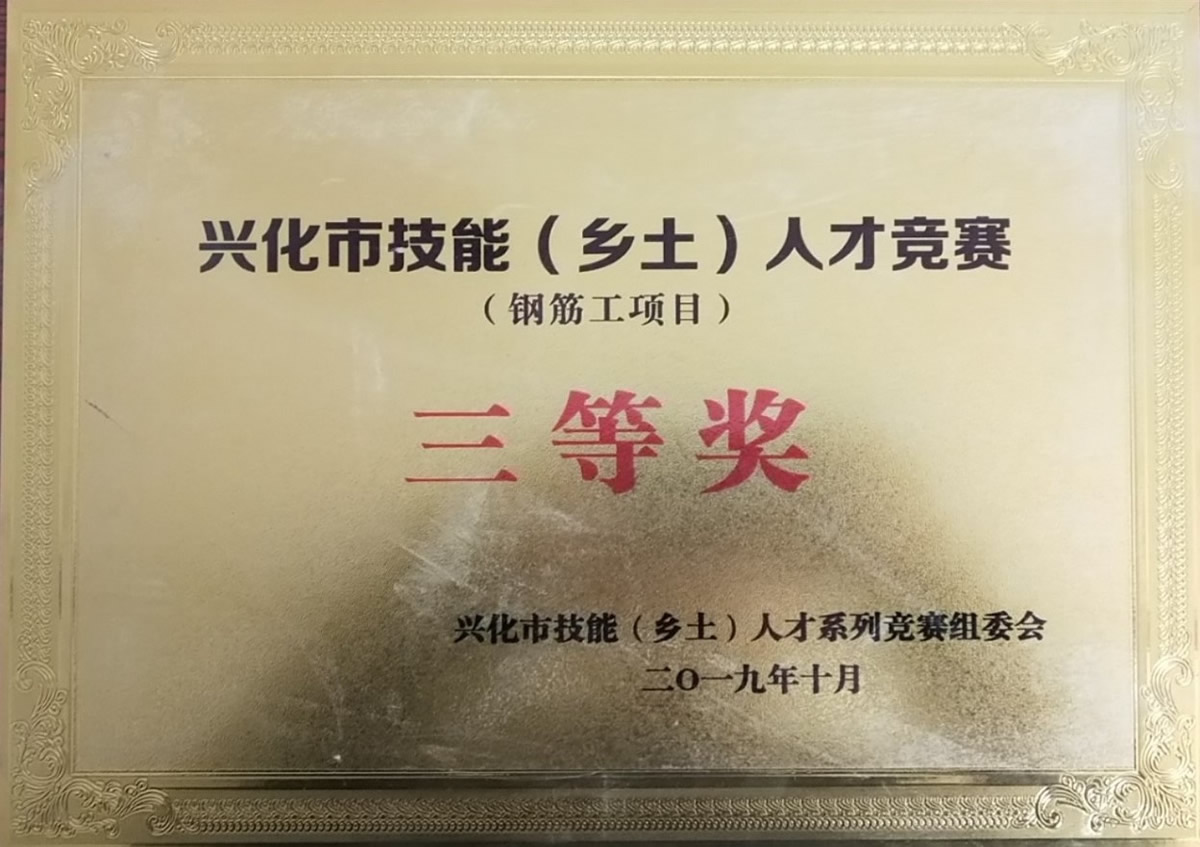 兴化市技能（乡土）人才竞赛
（钢筋工项目）
三等奖
兴化市技能（乡土）人才系列竞赛组委会
二O一九年十月